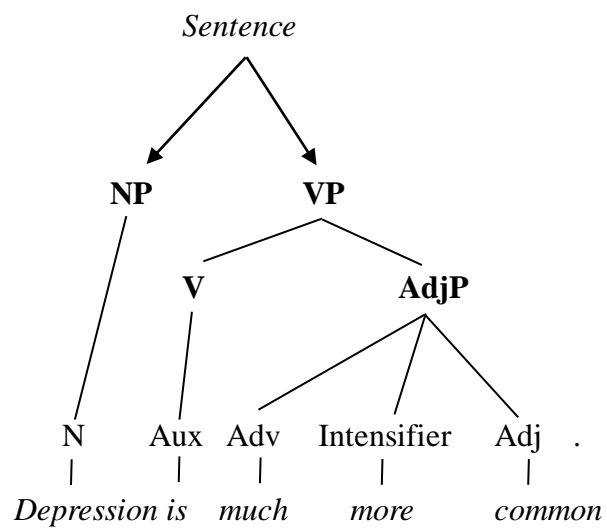 Sentence
NP VP
V AdjP
N Aux Adv Intensifier Adj .
Depression is much more common